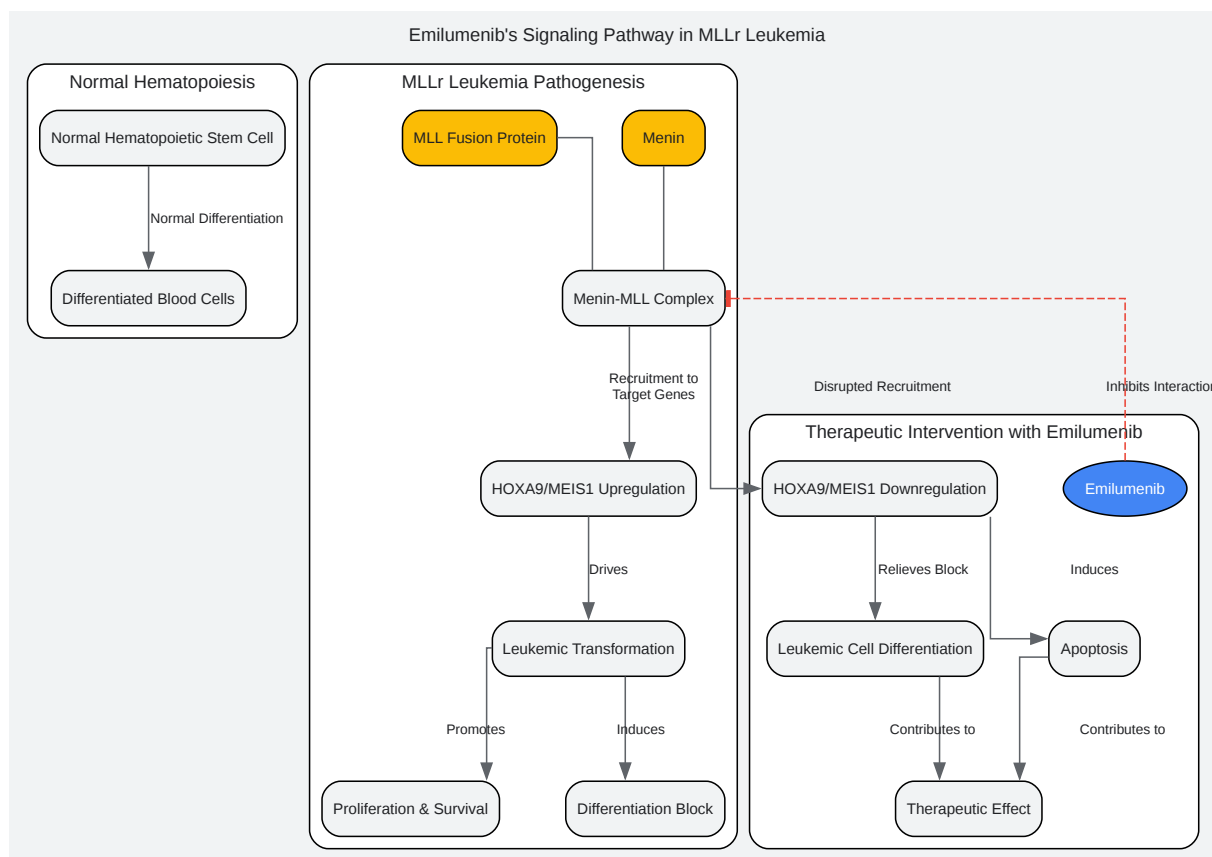 Emilumenib's Signaling Pathway in MLLr Leukemia
Normal Hematopoiesis
Normal Hematopoietic Stem Cell
Normal Differentiation
Differentiated Blood Cells
MLLr Leukemia Pathogenesis
MLL Fusion Protein
Menin
Menin-MLL Complex
Recruitment to
Target Genes
HOXA9/MEIS1 Upregulation
Drives
Leukemic Transformation
Promotes
Induces
Proliferation & Survival
Differentiation Block
Disrupted Recruitment
Inhibits Interaction
Therapeutic Intervention with Emilumenib
HOXA9/MEIS1 Downregulation
Emilumenib
Relieves Block
Induces
Leukemic Cell Differentiation
Apoptosis
Contributes to
Contributes to
Therapeutic Effect